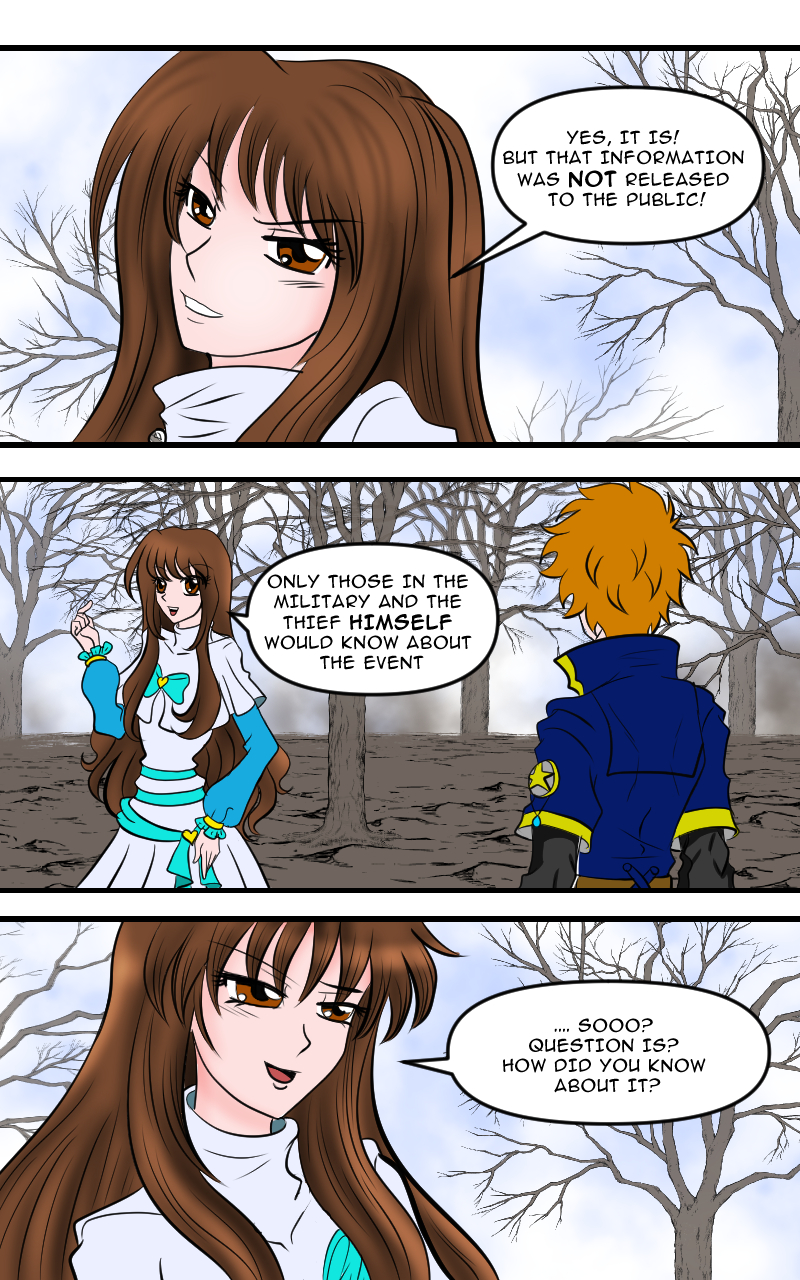 YES, IT IS!
BUT THAT INFORMATION
WAS NOT RELEASED
TO THE PUBLIC!
ONLY THOSE IN THE
MILITARY AND THE
THIEF HIMSELF
WOULD KNOW ABOUT
THE EVENT
.... SOOO?
QUESTION IS?
HOW DID YOU KNOW
ABOUT IT?